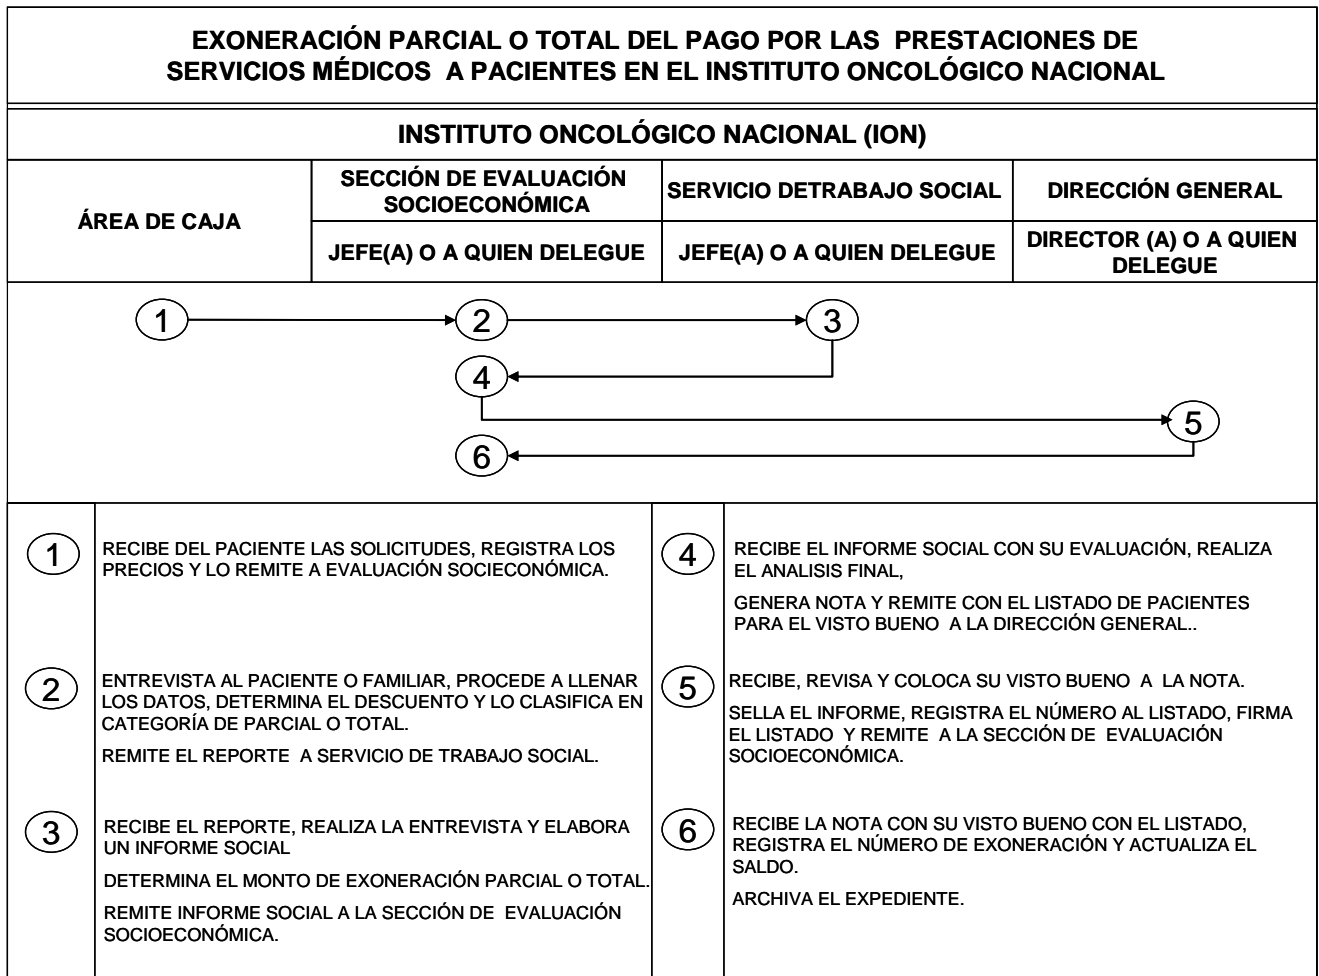 EXONERACIÓN PARCIAL O TOTAL DEL PAGO POR LAS PRESTACIONES DE
SERVICIOS MÉDICOS A PACIENTES EN EL INSTITUTO ONCOLÓGICO NACIONAL
INSTITUTO ONCOLÓGICO NACIONAL (ION)
ÁREA DE CAJA
SECCIÓN DE EVALUACIÓN
SOCIOECONÓMICA
JEFE(A) O A QUIEN DELEGUE
SERVICIO DETRABAJO SOCIAL
JEFE(A) O A QUIEN DELEGUE
DIRECCIÓN GENERAL
DIRECTOR (A) O A QUIEN
DELEGUE
1
2
3
4
5
6
1
RECIBE DEL PACIENTE LAS SOLICITUDES, REGISTRA LOS
PRECIOS Y LO REMITE A EVALUACIÓN SOCIECONÓMICA.
2
ENTREVISTA AL PACIENTE O FAMILIAR, PROCEDE A LLENAR
LOS DATOS, DETERMINA EL DESCUENTO Y LO CLASIFICA EN
CATEGORÍA DE PARCIAL O TOTAL.
REMITE EL REPORTE A SERVICIO DE TRABAJO SOCIAL.
3
RECIBE EL REPORTE, REALIZA LA ENTREVISTA Y ELABORA
UN INFORME SOCIAL
DETERMINA EL MONTO DE EXONERACIÓN PARCIAL O TOTAL.
REMITE INFORME SOCIAL A LA SECCIÓN DE EVALUACIÓN
SOCIOECONÓMICA.
4
RECIBE EL INFORME SOCIAL CON SU EVALUACIÓN, REALIZA
EL ANALISIS FINAL,
GENERA NOTA Y REMITE CON EL LISTADO DE PACIENTES
PARA EL VISTO BUENO A LA DIRECCIÓN GENERAL..
5
RECIBE, REVISA Y COLOCA SU VISTO BUENO A LA NOTA.
SELLA EL INFORME, REGISTRA EL NÚMERO AL LISTADO, FIRMA
EL LISTADO Y REMITE A LA SECCIÓN DE EVALUACIÓN
SOCIOECONÓMICA.
6
RECIBE LA NOTA CON SU VISTO BUENO CON EL LISTADO,
REGISTRA EL NÚMERO DE EXONERACIÓN Y ACTUALIZA EL
SALDO.
ARCHIVA EL EXPEDIENTE.